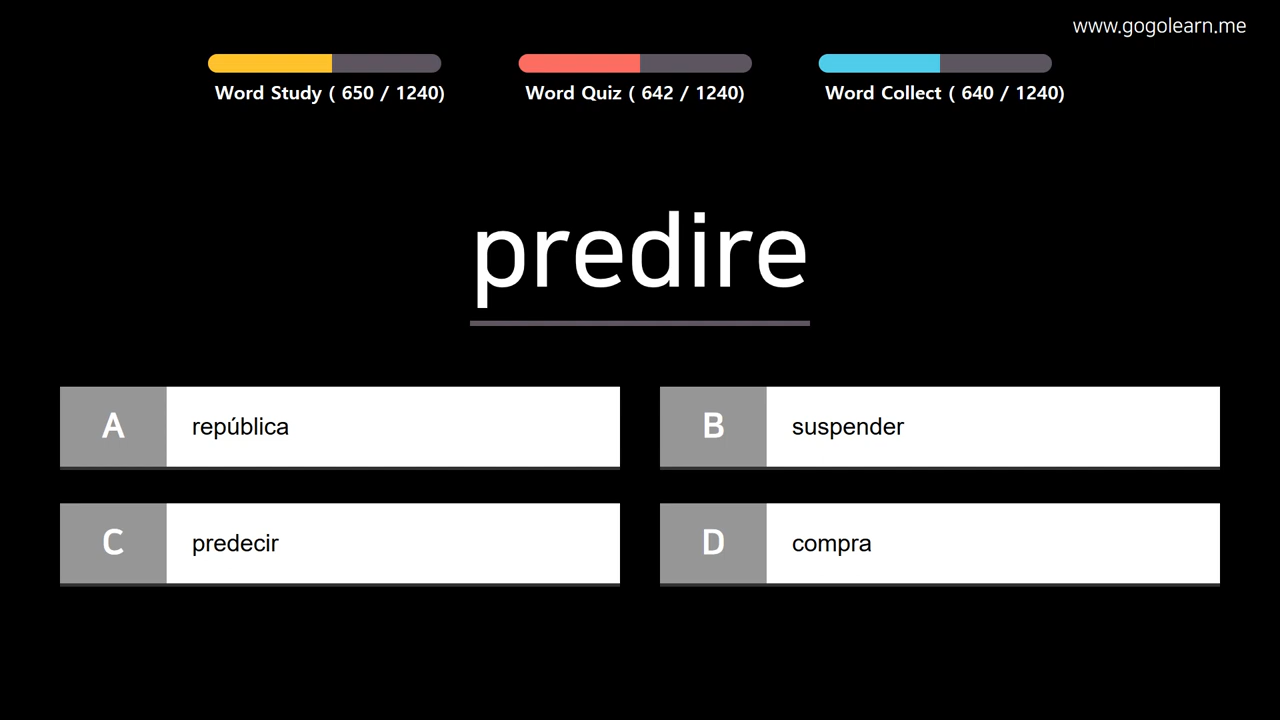 www.gogolearn.me
Word Study ( 650 / 1240)
Word Quiz ( 642 / 1240)
Word Collect ( 640 / 1240)
predire
A
república
B
suspender
C
predecir
D
compra